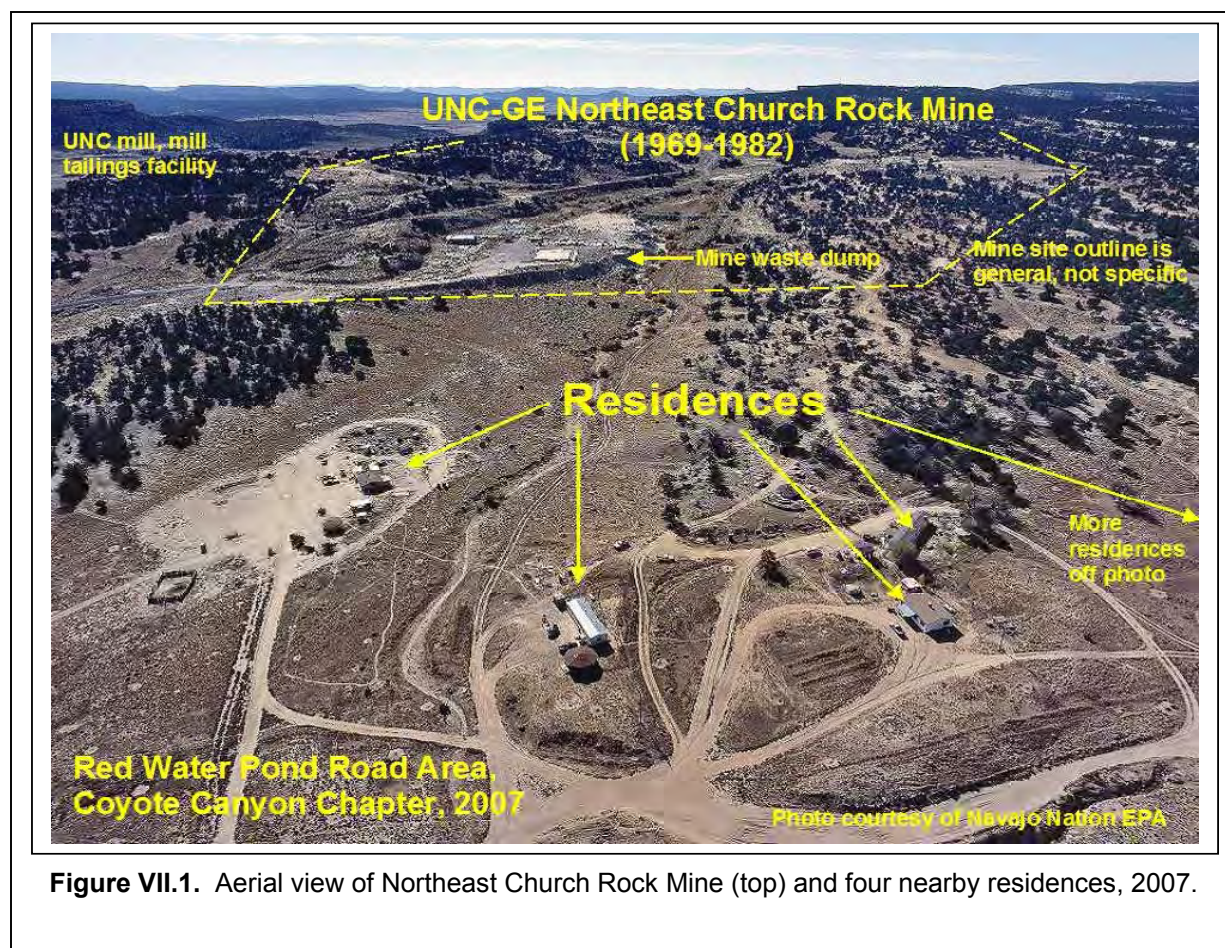 UNC-GE Northeast Church Rock Mine
(1969-1982)
UNC mill, mill
tailings facility
Mine waste dump
Mine site outline is
general, not specific
Residences
More
residences
off photo
Red Water Pond Road Area,
Coyote Canyon Chapter, 2007
Photo courtesy of Navajo Nation EPA
Figure VII.1. Aerial view of Northeast Church Rock Mine (top) and four nearby residences, 2007.